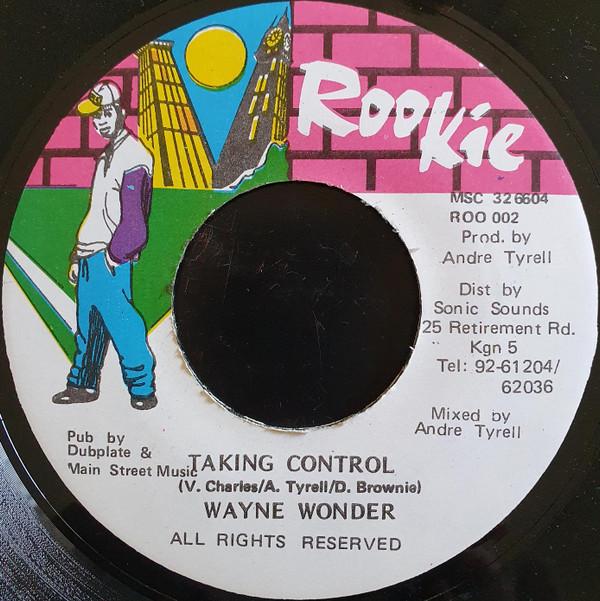 Rookie
MSC 326604
ROO 002
Prod. by
Andre Tyrell
Dist by
Sonic Sounds
25 Retirement Rd.
Kgn 5
Tel: 92-61204/
62036
Mixed by
Andre Tyrell
Pub by
Dubplate &
Main Street Music
TAKING CONTROL
(V. Charles/A. Tyrell/D. Brownie)
WAYNE WONDER
ALL RIGHTS RESERVED